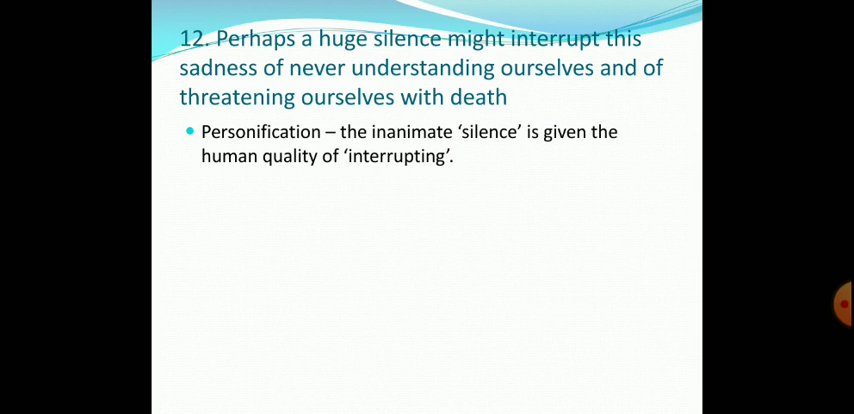 12. Perhaps a huge silence might interrupt this
sadness of never understanding ourselves and of
threatening ourselves with death
• Personification – the inanimate ‘silence’ is given the
human quality of ‘interrupting’.